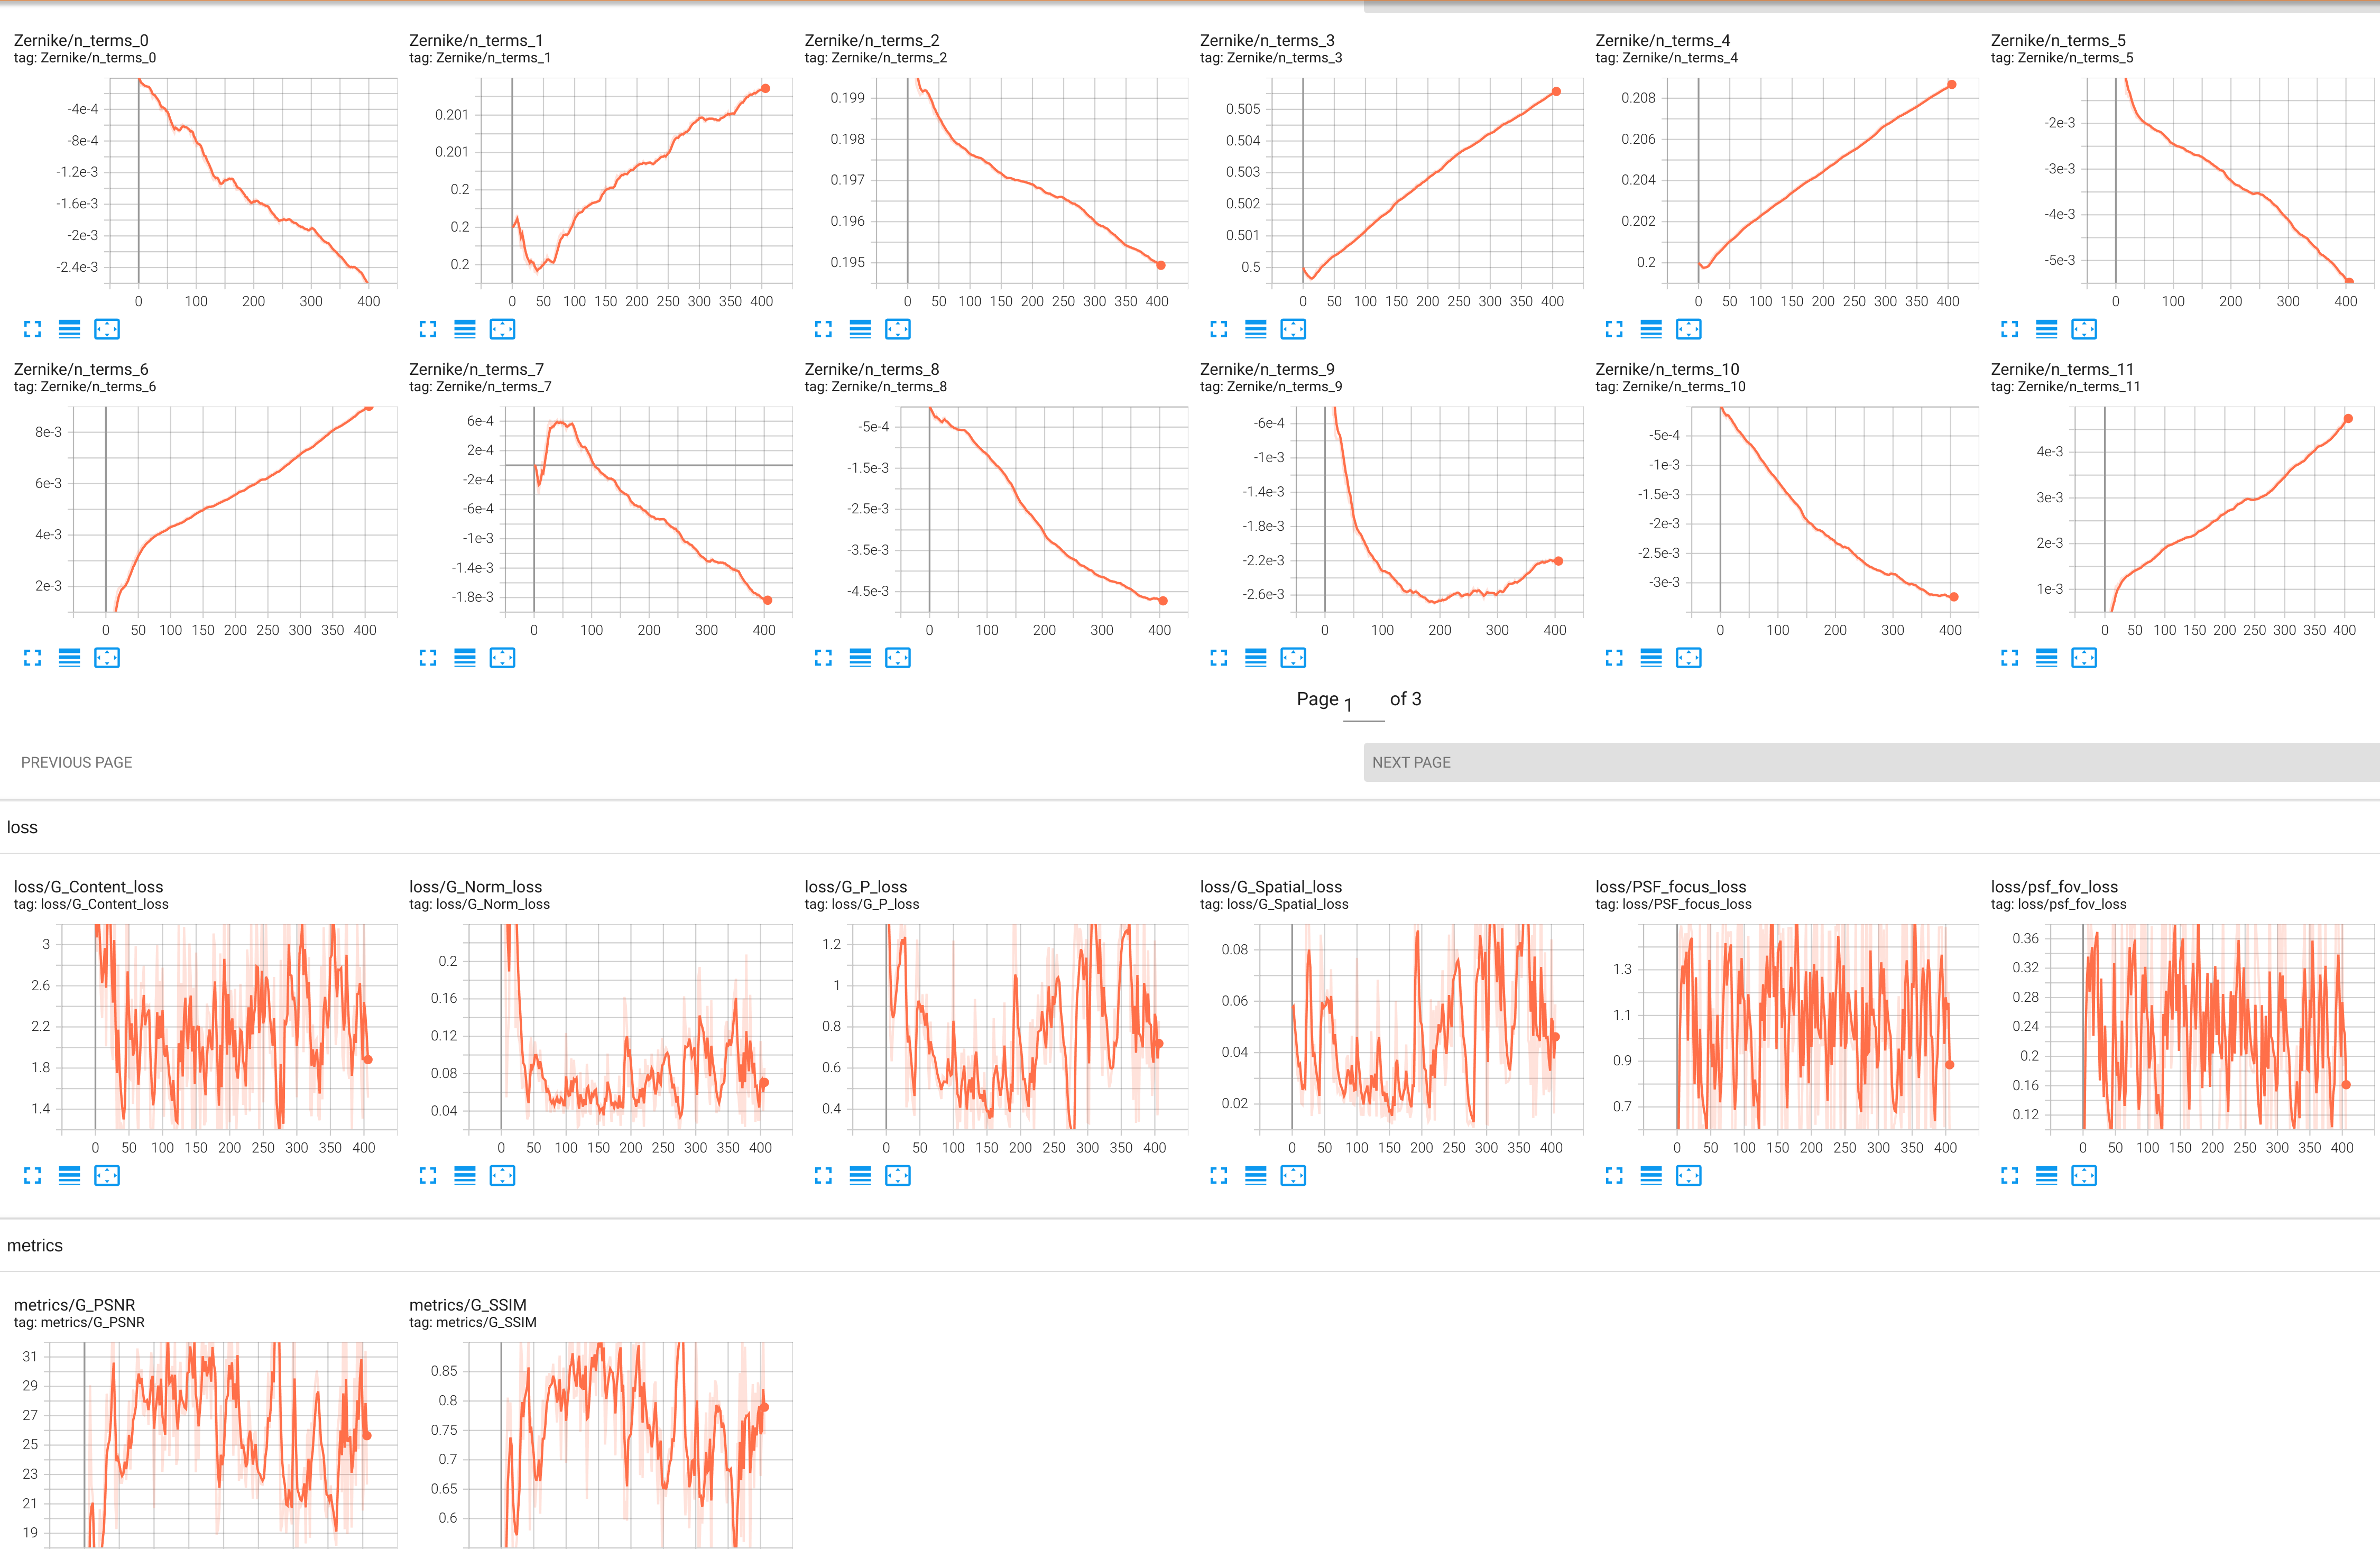 Zernike/n_terms_0 Zernike/n_terms_1 Zernike/n_terms_2 Zernike/n_terms_3 Zernike/n_terms_4 Zernike/n_terms_5
tag: Zernike/n_terms_0 tag: Zernike/n_terms_1 tag: Zernike/n_terms_2 tag: Zernike/n_terms_3 tag: Zernike/n_terms_4 tag: Zernike/n_terms_5
-4e-4
-8e-4
-1.2e-3
-1.6e-3
-2e-3
-2.4e-3
0 100 200 300 400
0.201
0.201
0.2
0.2
0.2
0 50 100 150 200 250 300 350 400
0.199
0.198
0.197
0.196
0.195
0 50 100 150 200 250 300 350 400
0.505
0.504
0.503
0.502
0.501
0.5
0 50 100 150 200 250 300 350 400
0.208
0.206
0.204
0.202
0.2
0 50 100 150 200 250 300 350 400
-2e-3
-3e-3
-4e-3
-5e-3
0 100 200 300 400
Zernike/n_terms_6 Zernike/n_terms_7 Zernike/n_terms_8 Zernike/n_terms_9 Zernike/n_terms_10 Zernike/n_terms_11
tag: Zernike/n_terms_6 tag: Zernike/n_terms_7 tag: Zernike/n_terms_8 tag: Zernike/n_terms_9 tag: Zernike/n_terms_10 tag: Zernike/n_terms_11
8e-3
6e-3
4e-3
2e-3
0 50 100 150 200 250 300 350 400
6e-4
2e-4
-2e-4
-6e-4
-1e-3
-1.4e-3
-1.8e-3
0 100 200 300 400
-5e-4
-1.5e-3
-2.5e-3
-3.5e-3
-4.5e-3
0 100 200 300 400
-6e-4
-1e-3
-1.4e-3
-1.8e-3
-2.2e-3
-2.6e-3
0 100 200 300 400
-5e-4
-1e-3
-1.5e-3
-2e-3
-2.5e-3
-3e-3
0 100 200 300 400
4e-3
3e-3
2e-3
1e-3
0 50 100 150 200 250 300 350 400
Page 1 of 3
PREVIOUS PAGE NEXT PAGE
loss
loss/G_Content_loss loss/G_Norm_loss loss/G_P_loss loss/G_Spatial_loss loss/PSF_focus_loss loss/psf_fov_loss
tag: loss/G_Content_loss tag: loss/G_Norm_loss tag: loss/G_P_loss tag: loss/G_Spatial_loss tag: loss/PSF_focus_loss tag: loss/psf_fov_loss
3
2.6
2.2
1.8
1.4
0 50 100 150 200 250 300 350 400
0.2
0.16
0.12
0.08
0.04
0 50 100 150 200 250 300 350 400
1.2
1
0.8
0.6
0.4
0 50 100 150 200 250 300 350 400
0.08
0.06
0.04
0.02
0 50 100 150 200 250 300 350 400
1.3
1.1
0.9
0.7
0 50 100 150 200 250 300 350 400
0.36
0.32
0.28
0.24
0.2
0.16
0.12
0 50 100 150 200 250 300 350 400
metrics
metrics/G_PSNR metrics/G_SSIM
tag: metrics/G_PSNR tag: metrics/G_SSIM
31
29
27
25
23
21
19
0.85
0.8
0.75
0.7
0.65
0.6